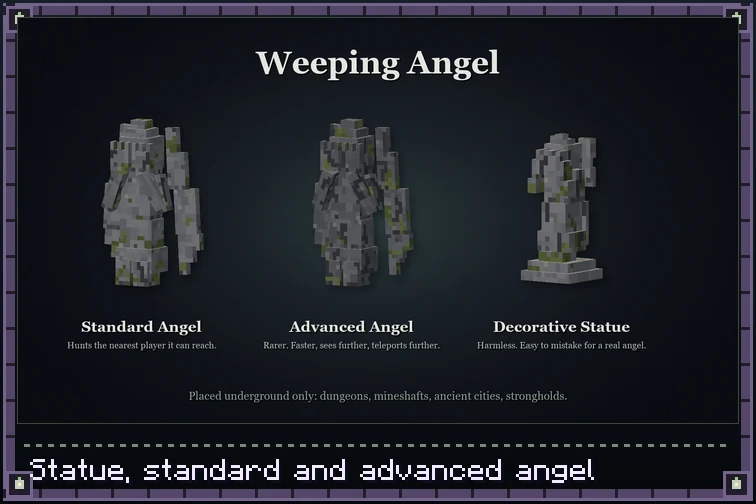 Weeping Angel
Standard Angel
Hunts the nearest player it can reach.
Advanced Angel
Rarer. Faster, sees further, teleports further.
Decorative Statue
Harmless. Easy to mistake for a real angel.
Placed underground only: dungeons, mineshafts, ancient cities, strongholds.
Statue, standard and advanced angel